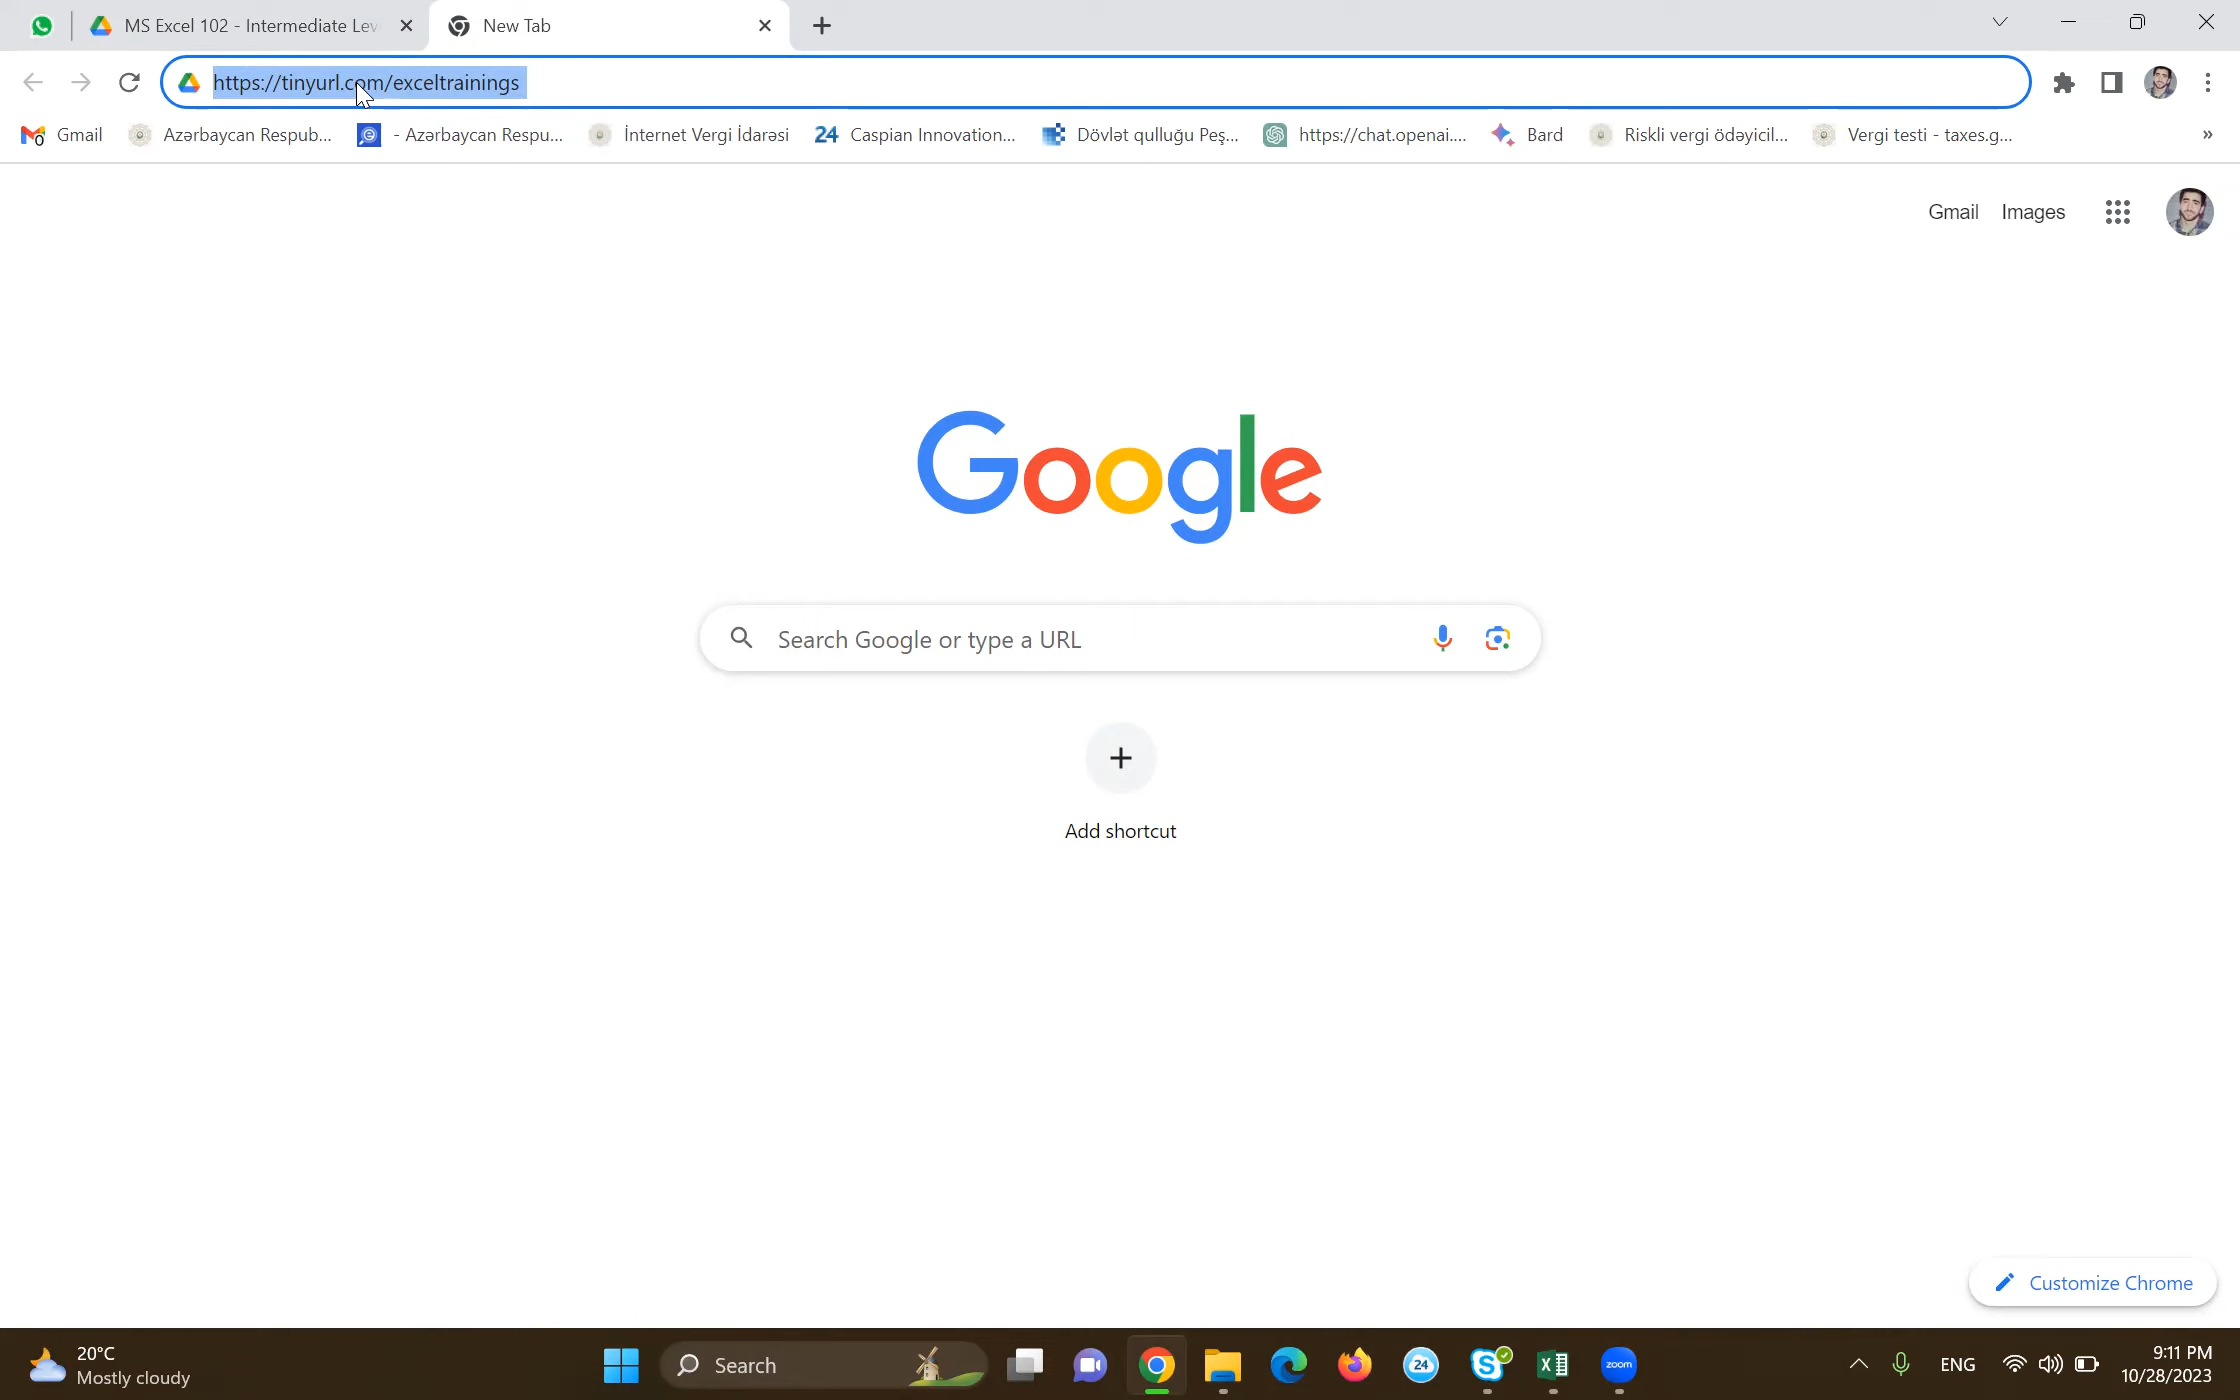 MS Excel 102 - Intermediate Lev
New Tab
https://tinyurl.com/exceltrainings
Gmail
Azərbaycan Respub...
- Azərbaycan Respu...
İnternet Vergi İdarəsi
24 Caspian Innovation...
Dövlət qulluğu Peş...
https://chat.openai....
Bard
Riskli vergi ödəyicil...
Vergi testi - taxes.g...
»
Gmail Images
Google
Search Google or type a URL
Add shortcut
Customize Chrome
20°C
Mostly cloudy
Search
24
zoom
ENG
9:11 PM
10/28/2023